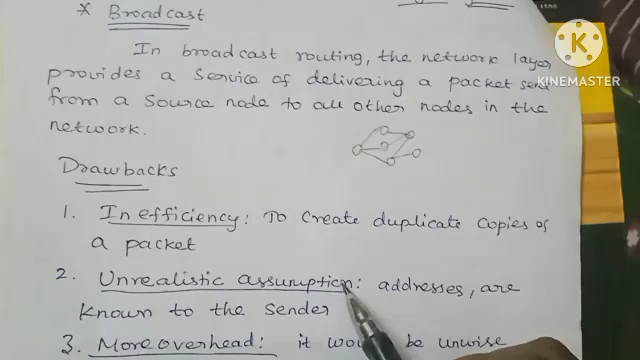 * Broadcast
In broadcast routing, the network layer
provides a service of delivering a packet sent
from a source node to all other nodes in the
network.
Drawbacks
1. In efficiency: To create duplicate copies of
a packet
2. Unrealistic assumption: addresses, are
known to the sender
3. More overhead: it would be unwise
K
KINEMASTER